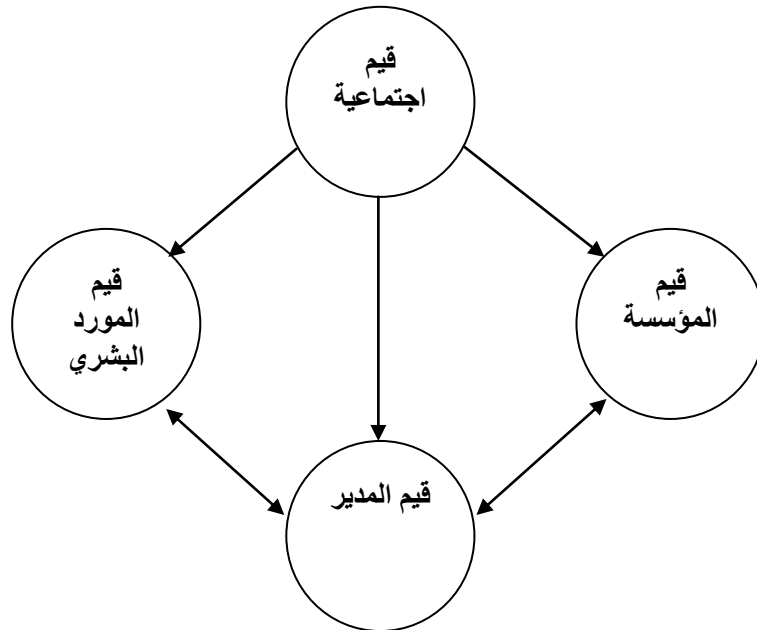 قيم
اجتماعية
قيم
المؤسسة
قيم
المورد
البشري
قيم المدير